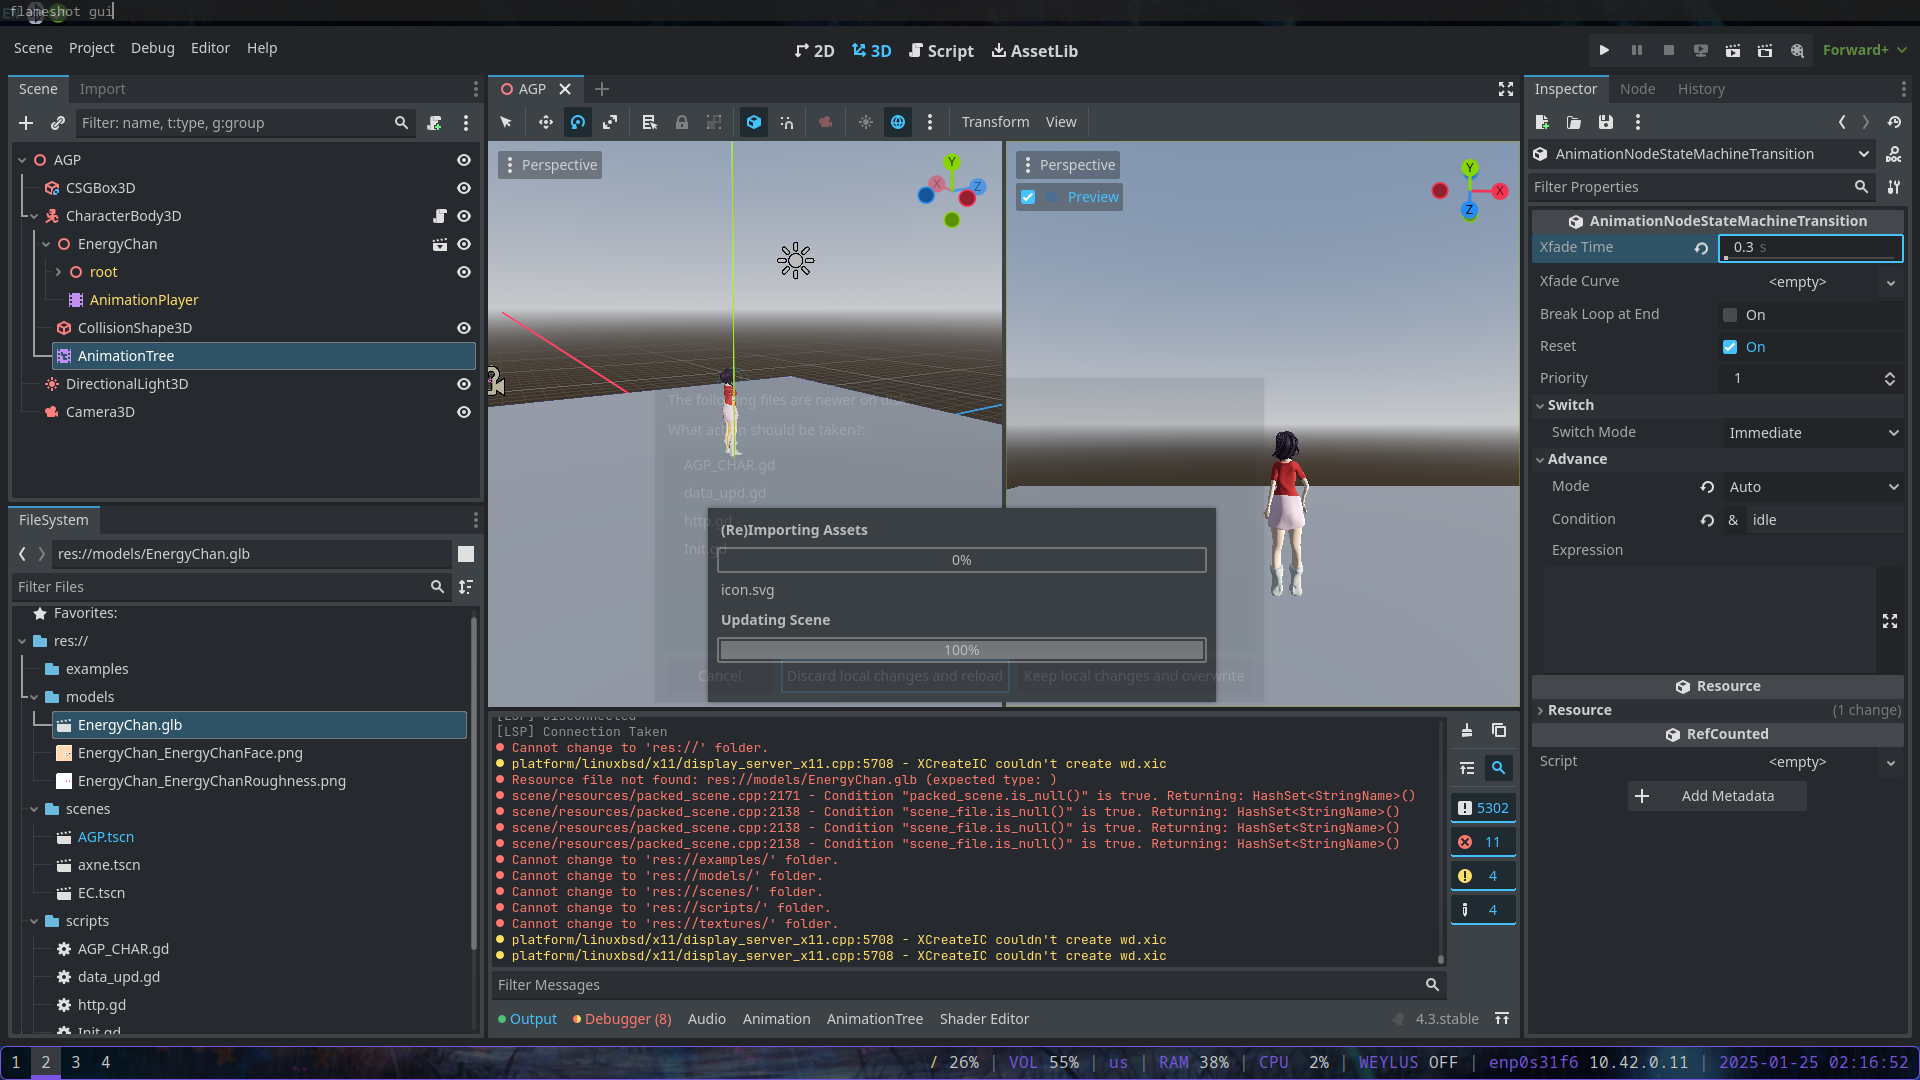 flameshot gui
Scene Project Debug Editor Help
2D 3D Script AssetLib
Forward+
Scene Import
Filter: name, t:type, g:group
AGP
CSGBox3D
CharacterBody3D
EnergyChan
root
AnimationPlayer
CollisionShape3D
AnimationTree
DirectionalLight3D
Camera3D
FileSystem
res://models/EnergyChan.glb
Filter Files
Favorites:
res://
examples
models
EnergyChan.glb
EnergyChan_EnergyChanFace.png
EnergyChan_EnergyChanRoughness.png
scenes
AGP.tscn
axne.tscn
EC.tscn
scripts
AGP_CHAR.gd
data_upd.gd
http.gd
Init.gd
AGP
Transform View
Perspective
Y
X
Z
Perspective
Preview
Y
X
Z
The following files are newer on disk.
What action should be taken?:
AGP_CHAR.gd
data_upd.gd
http.gd
Init.gd
(Re)Importing Assets
0%
icon.svg
Updating Scene
100%
Cancel Discard local changes and reload Keep local changes and overwrite
[LSP] Disconnected
[LSP] Connection Taken
Cannot change to 'res://' folder.
platform/linuxbsd/x11/display_server_x11.cpp:5708 - XCreateIC couldn't create wd.xic
Resource file not found: res://models/EnergyChan.glb (expected type: )
scene/resources/packed_scene.cpp:2171 - Condition "packed_scene.is_null()" is true. Returning: HashSet<StringName>()
scene/resources/packed_scene.cpp:2138 - Condition "scene_file.is_null()" is true. Returning: HashSet<StringName>()
scene/resources/packed_scene.cpp:2138 - Condition "scene_file.is_null()" is true. Returning: HashSet<StringName>()
scene/resources/packed_scene.cpp:2138 - Condition "scene_file.is_null()" is true. Returning: HashSet<StringName>()
Cannot change to 'res://examples/' folder.
Cannot change to 'res://models/' folder.
Cannot change to 'res://scenes/' folder.
Cannot change to 'res://scripts/' folder.
Cannot change to 'res://textures/' folder.
platform/linuxbsd/x11/display_server_x11.cpp:5708 - XCreateIC couldn't create wd.xic
platform/linuxbsd/x11/display_server_x11.cpp:5708 - XCreateIC couldn't create wd.xic
5302
11
4
4
Filter Messages
Output Debugger (8) Audio Animation AnimationTree Shader Editor 4.3.stable
Inspector Node History
AnimationNodeStateMachineTransition
Filter Properties
AnimationNodeStateMachineTransition
Xfade Time 0.3 s
Xfade Curve <empty>
Break Loop at End On
Reset On
Priority 1
Switch
Switch Mode Immediate
Advance
Mode Auto
Condition & idle
Expression
Resource
Resource (1 change)
RefCounted
Script <empty>
Add Metadata
1 2 3 4
/ 26% | VOL 55% | us | RAM 38% | CPU 2% | WEYLUS OFF | enp0s31f6 10.42.0.11 | 2025-01-25 02:16:52